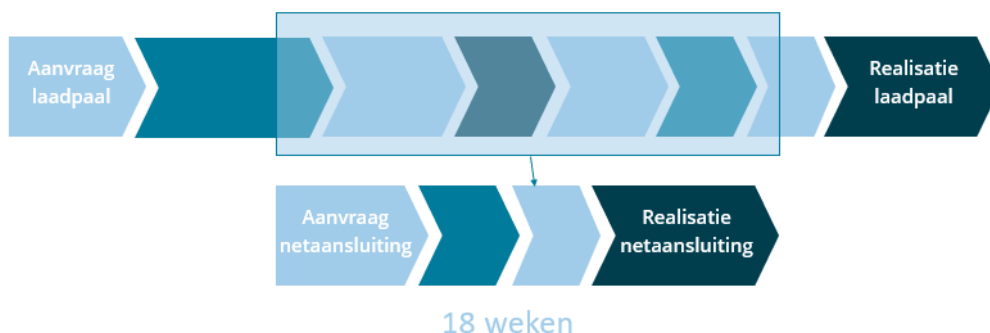 Aanvraag
laadpaal
Realisatie
laadpaal
Aanvraag
netaansluiting
Realisatie
netaansluiting
18 weken